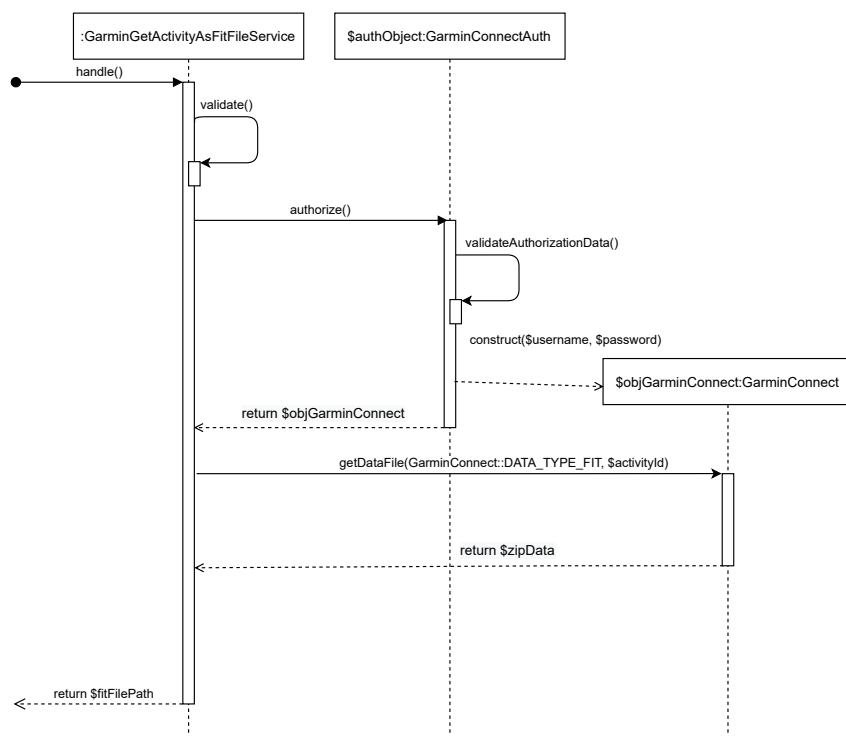 :GarminGetActivityAsFitFileService
$authObject:GarminConnectAuth
handle()
validate()
authorize()
validateAuthorizationData()
construct($username, $password)
$objGarminConnect:GarminConnect
return $objGarminConnect
getDataFile(GarminConnect::DATA_TYPE_FIT, $activityId)
return $zipData
return $fitFilePath